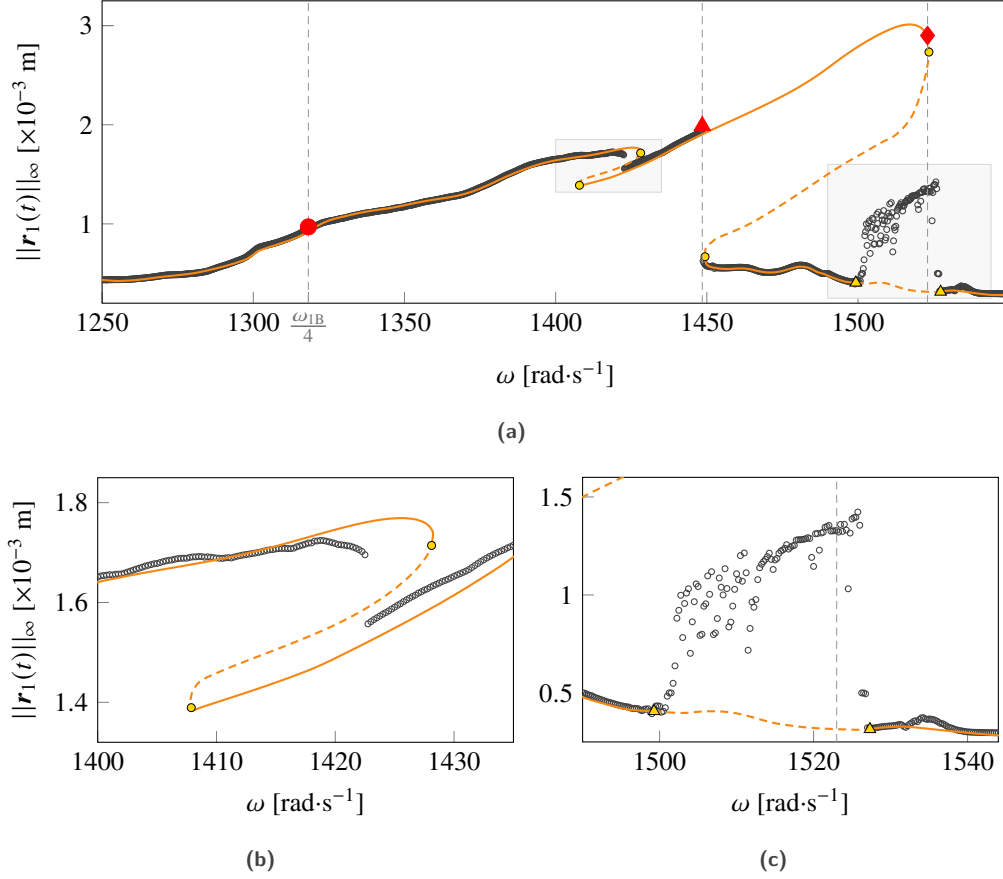 3
2
1
||r₁(t)||∞ [×10⁻³ m]
1250 1300 ω₁B/4 1350 1400 1450 1500
ω [rad·s⁻¹]
(a)
1.8
1.6
1.4
||r₁(t)||∞ [×10⁻³ m]
1400 1410 1420 1430
ω [rad·s⁻¹]
(b)
1.5
1
0.5
1500 1520 1540
ω [rad·s⁻¹]
(c)